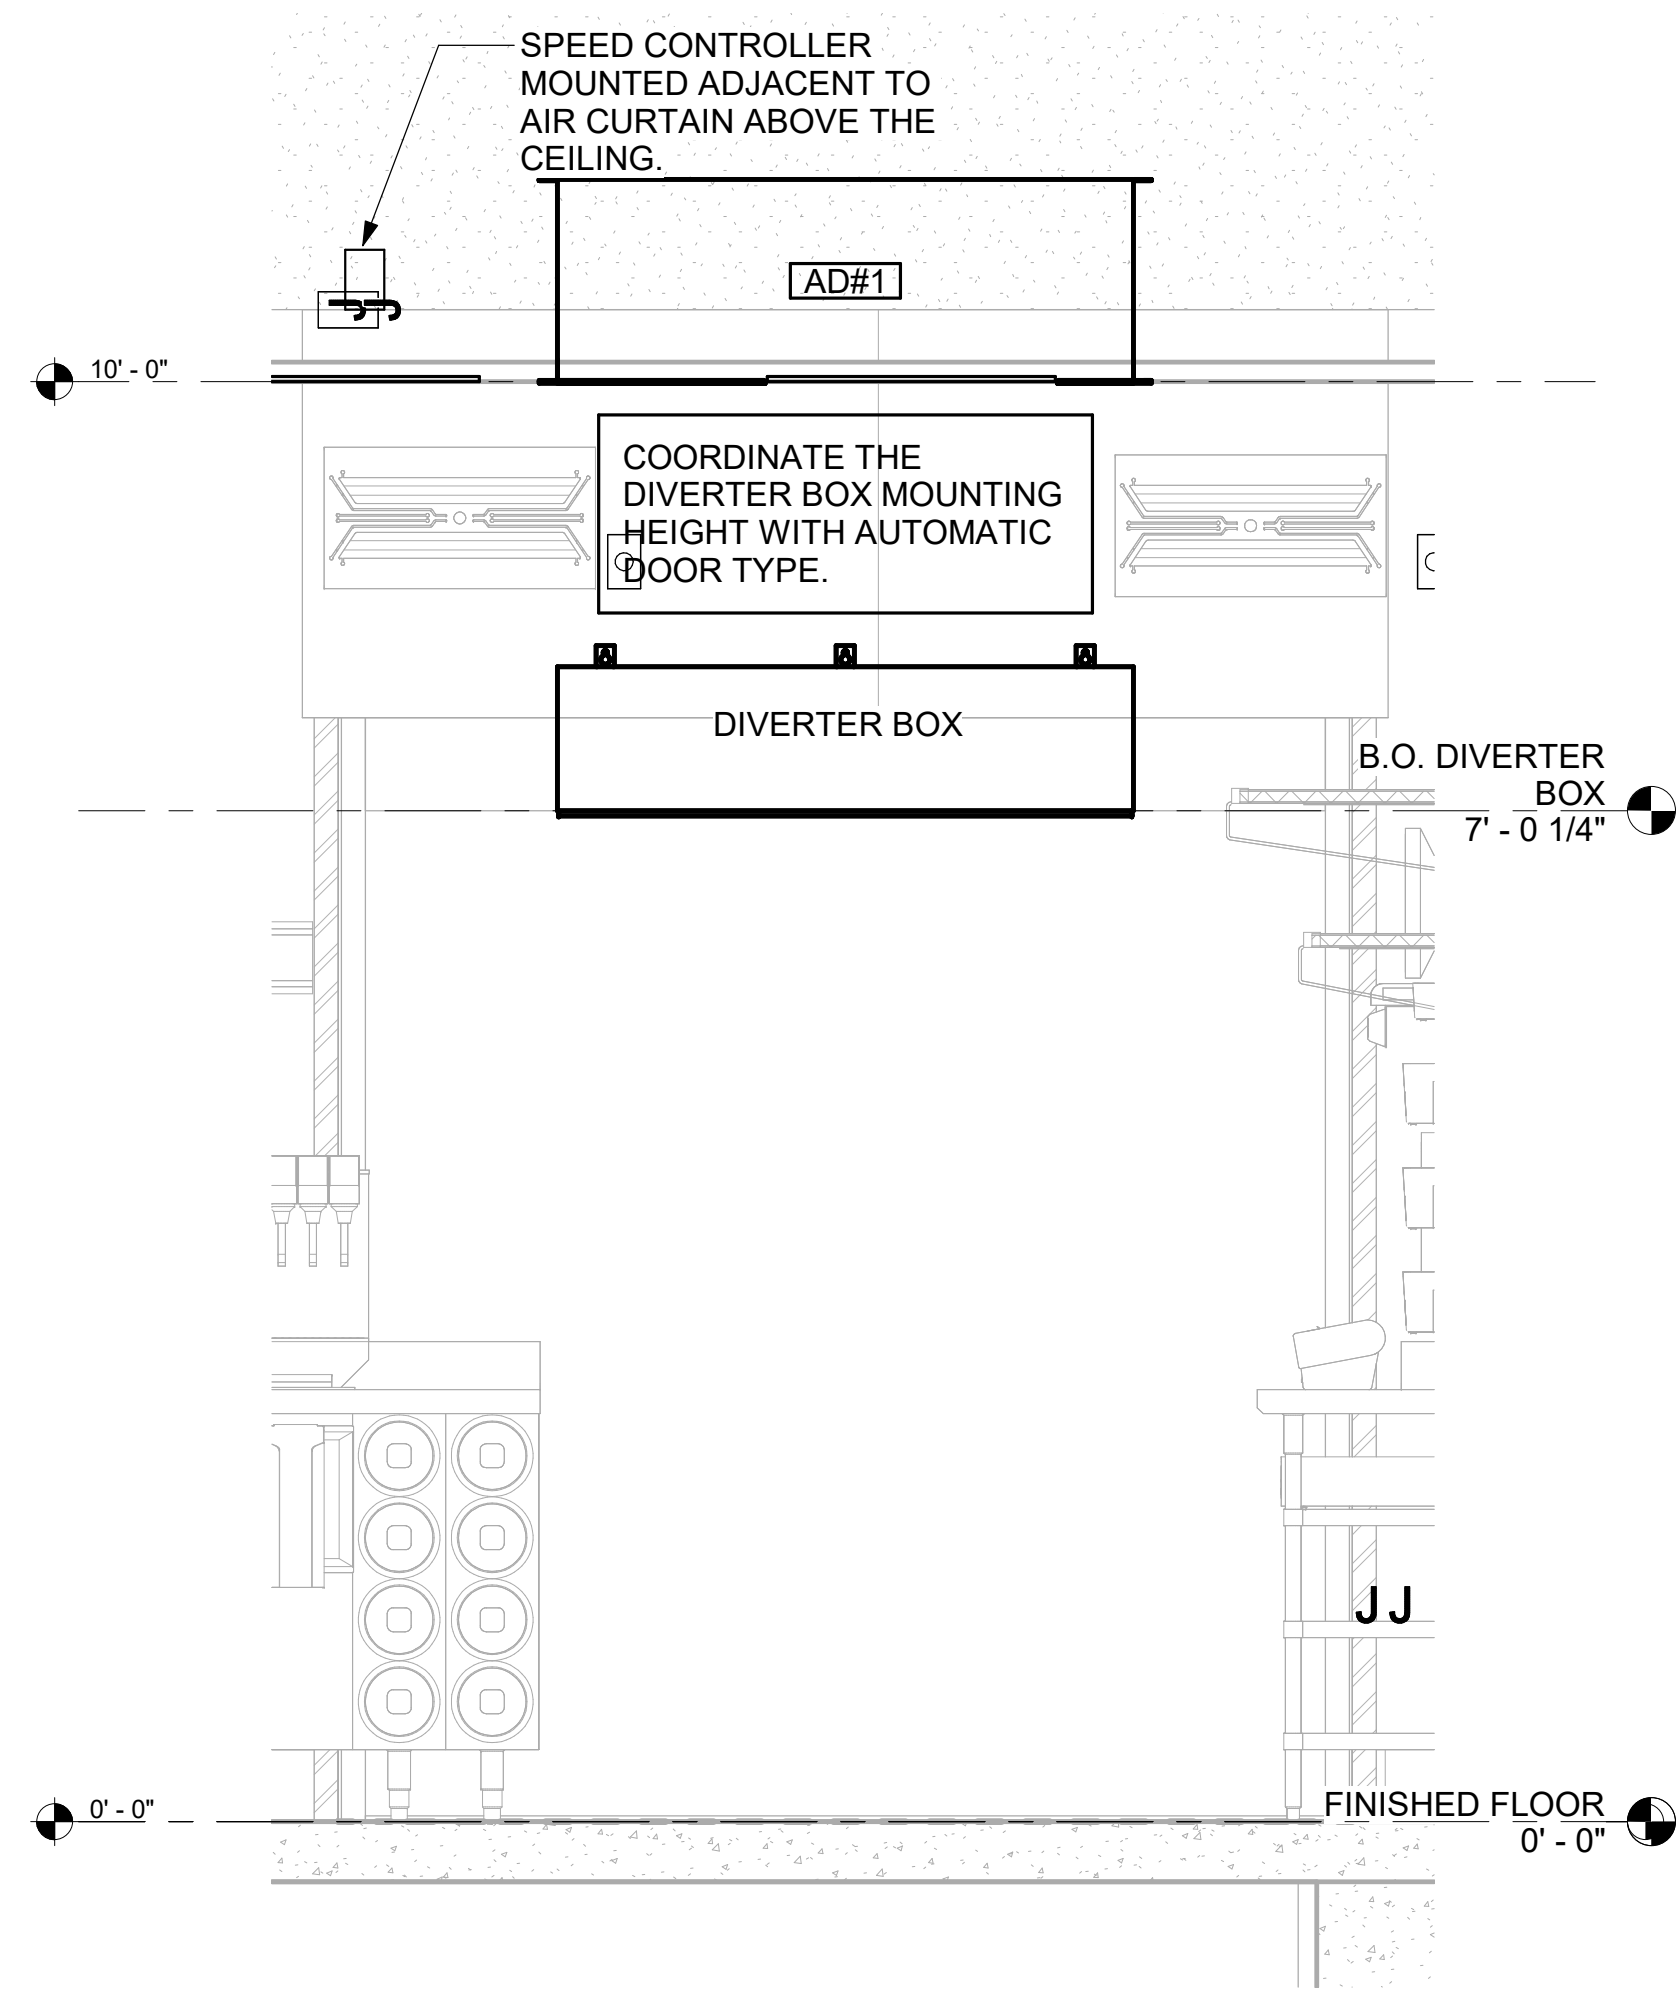 SPEED CONTROLLER
MOUNTED ADJACENT TO
AIR CURTAIN ABOVE THE
CEILING.
AD#1
JJ
10' - 0"
COORDINATE THE
DIVERTER BOX MOUNTING
HEIGHT WITH AUTOMATIC
DOOR TYPE.
DIVERTER BOX
B.O. DIVERTER
BOX
7' - 0 1/4"
JJ
0' - 0"
FINISHED FLOOR
0' - 0"